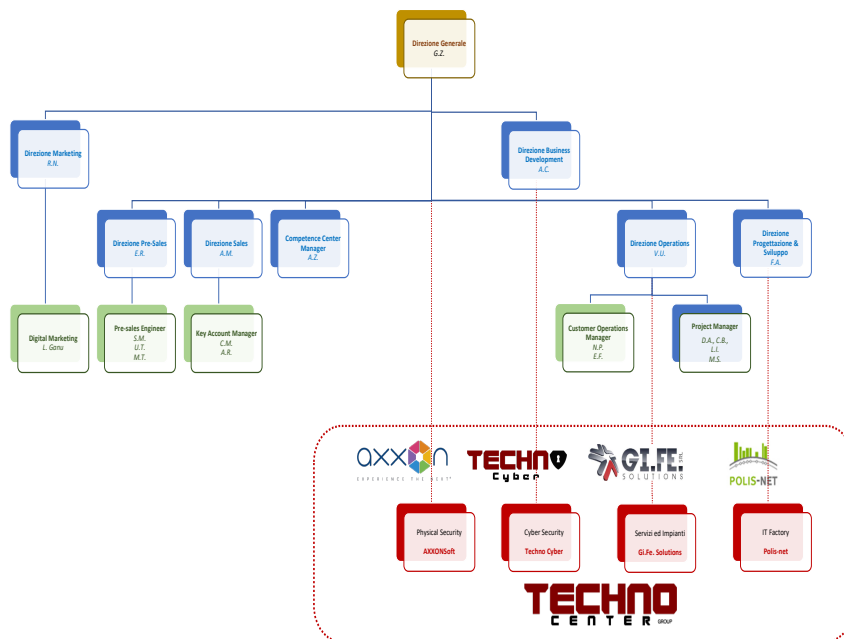 Direzione Generale
G.Z.
Direzione Marketing
R.N.
Direzione Business
Development
A.C.
Direzione Pre-Sales
E.R.
Direzione Sales
A.M.
Competence Center
Manager
A.Z.
Direzione Operations
V.U.
Direzione
Progettazione &
Sviluppo
F.A.
Digital Marketing
L. Ganu
Pre-sales Engineer
S.M.
U.T.
M.T.
Key Account Manager
C.M.
A.R.
Customer Operations
Manager
N.P.
E.F.
Project Manager
D.A., C.B.,
L.I.
M.S.
axxon
EXPERIENCE THE NEXT
TECHNO
Cyber
GI.FE. SRL
SOLUTIONS
POLIS-NET
Physical Security
AXXONSoft
Cyber Security
Techno Cyber
Servizi ed Impianti
Gi.Fe. Solutions
IT Factory
Polis-net
TECHNO
CENTER GROUP